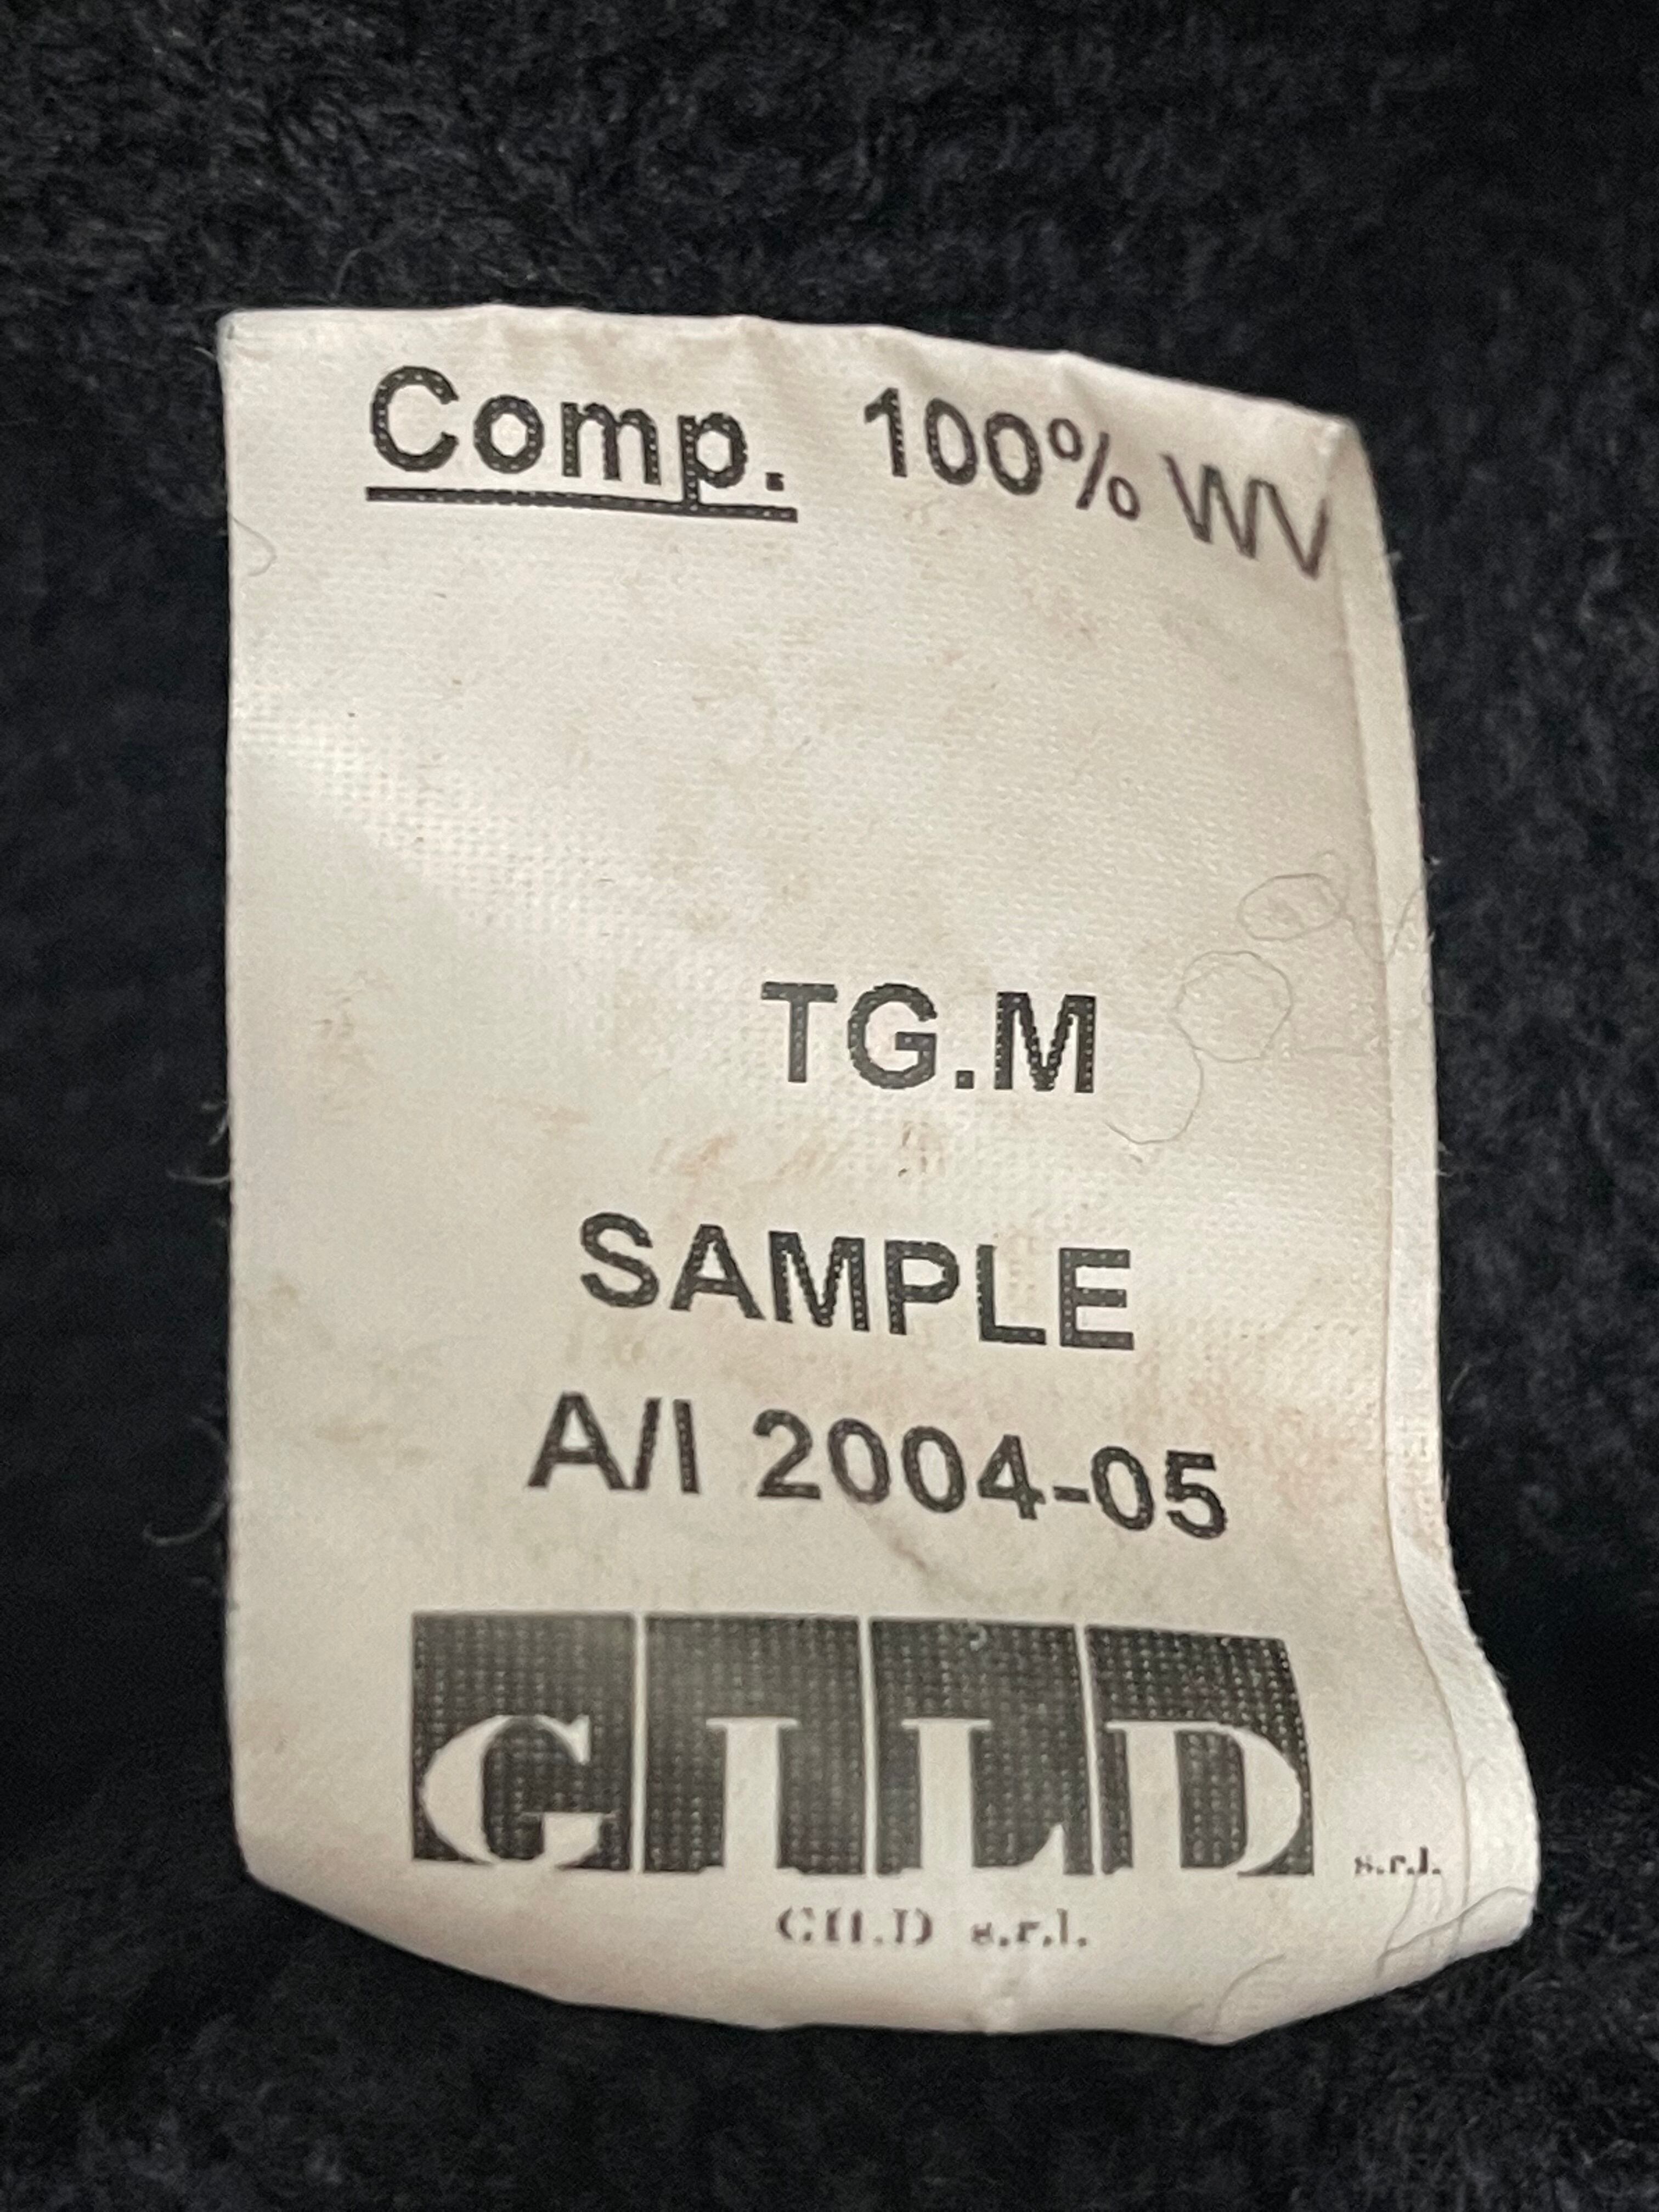 Comp. 100% WV
TG.M
SAMPLE
A/I 2004-05
GILD s.r.l.
GILD s.r.l.